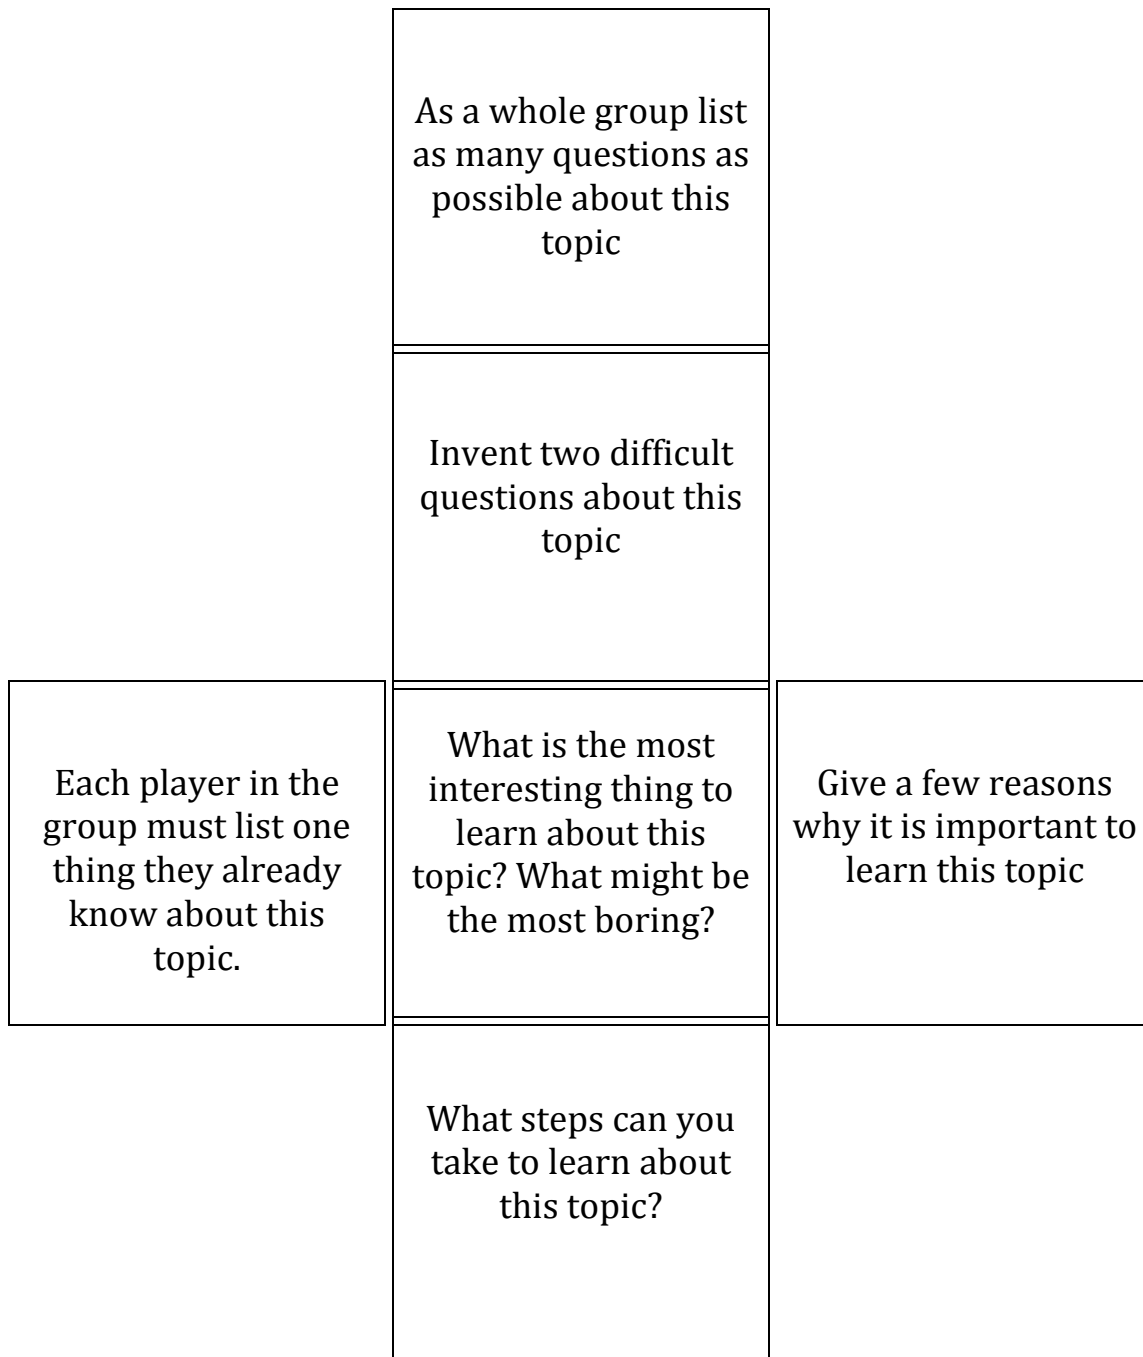 As a whole group list
as many questions as
possible about this
topic
Invent two difficult
questions about this
topic
Each player in the
group must list one
thing they already
know about this
topic.
What is the most
interesting thing to
learn about this
topic? What might be
the most boring?
Give a few reasons
why it is important to
learn this topic
What steps can you
take to learn about
this topic?